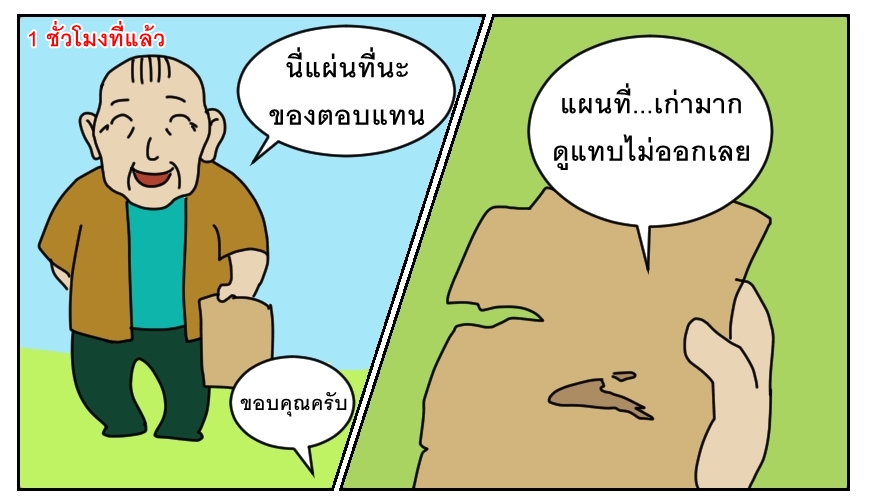 1 ชั่วโมงที่แล้ว
นี่แผ่นที่นะ
ของตอบแทน
ขอบคุณครับ
แผนที่...เก่ามาก
ดูแทบไม่ออกเลย